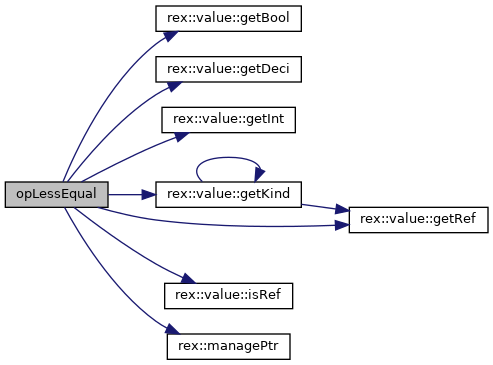 rex::value::getBool
rex::value::getDeci
rex::value::getInt
opLessEqual
rex::value::getKind
rex::value::getRef
rex::value::isRef
rex::managePtr